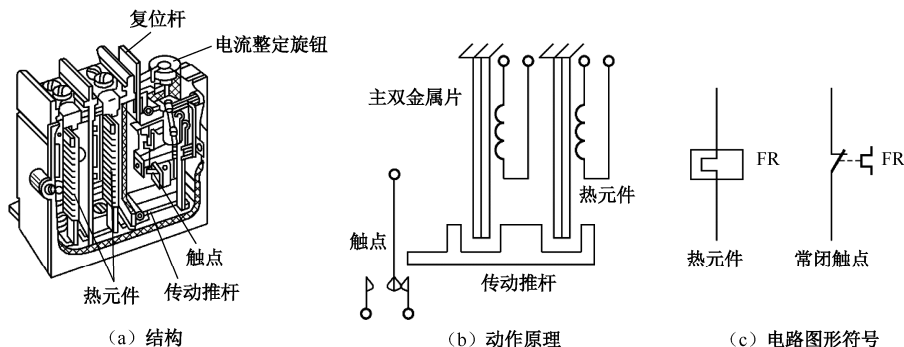 复位杆
电流整定旋钮
触点
热元件
传动推杆
(a)结构
主双金属片
热元件
触点
传动推杆
(b)动作原理
FR
FR
热元件
常闭触点
(c)电路图形符号